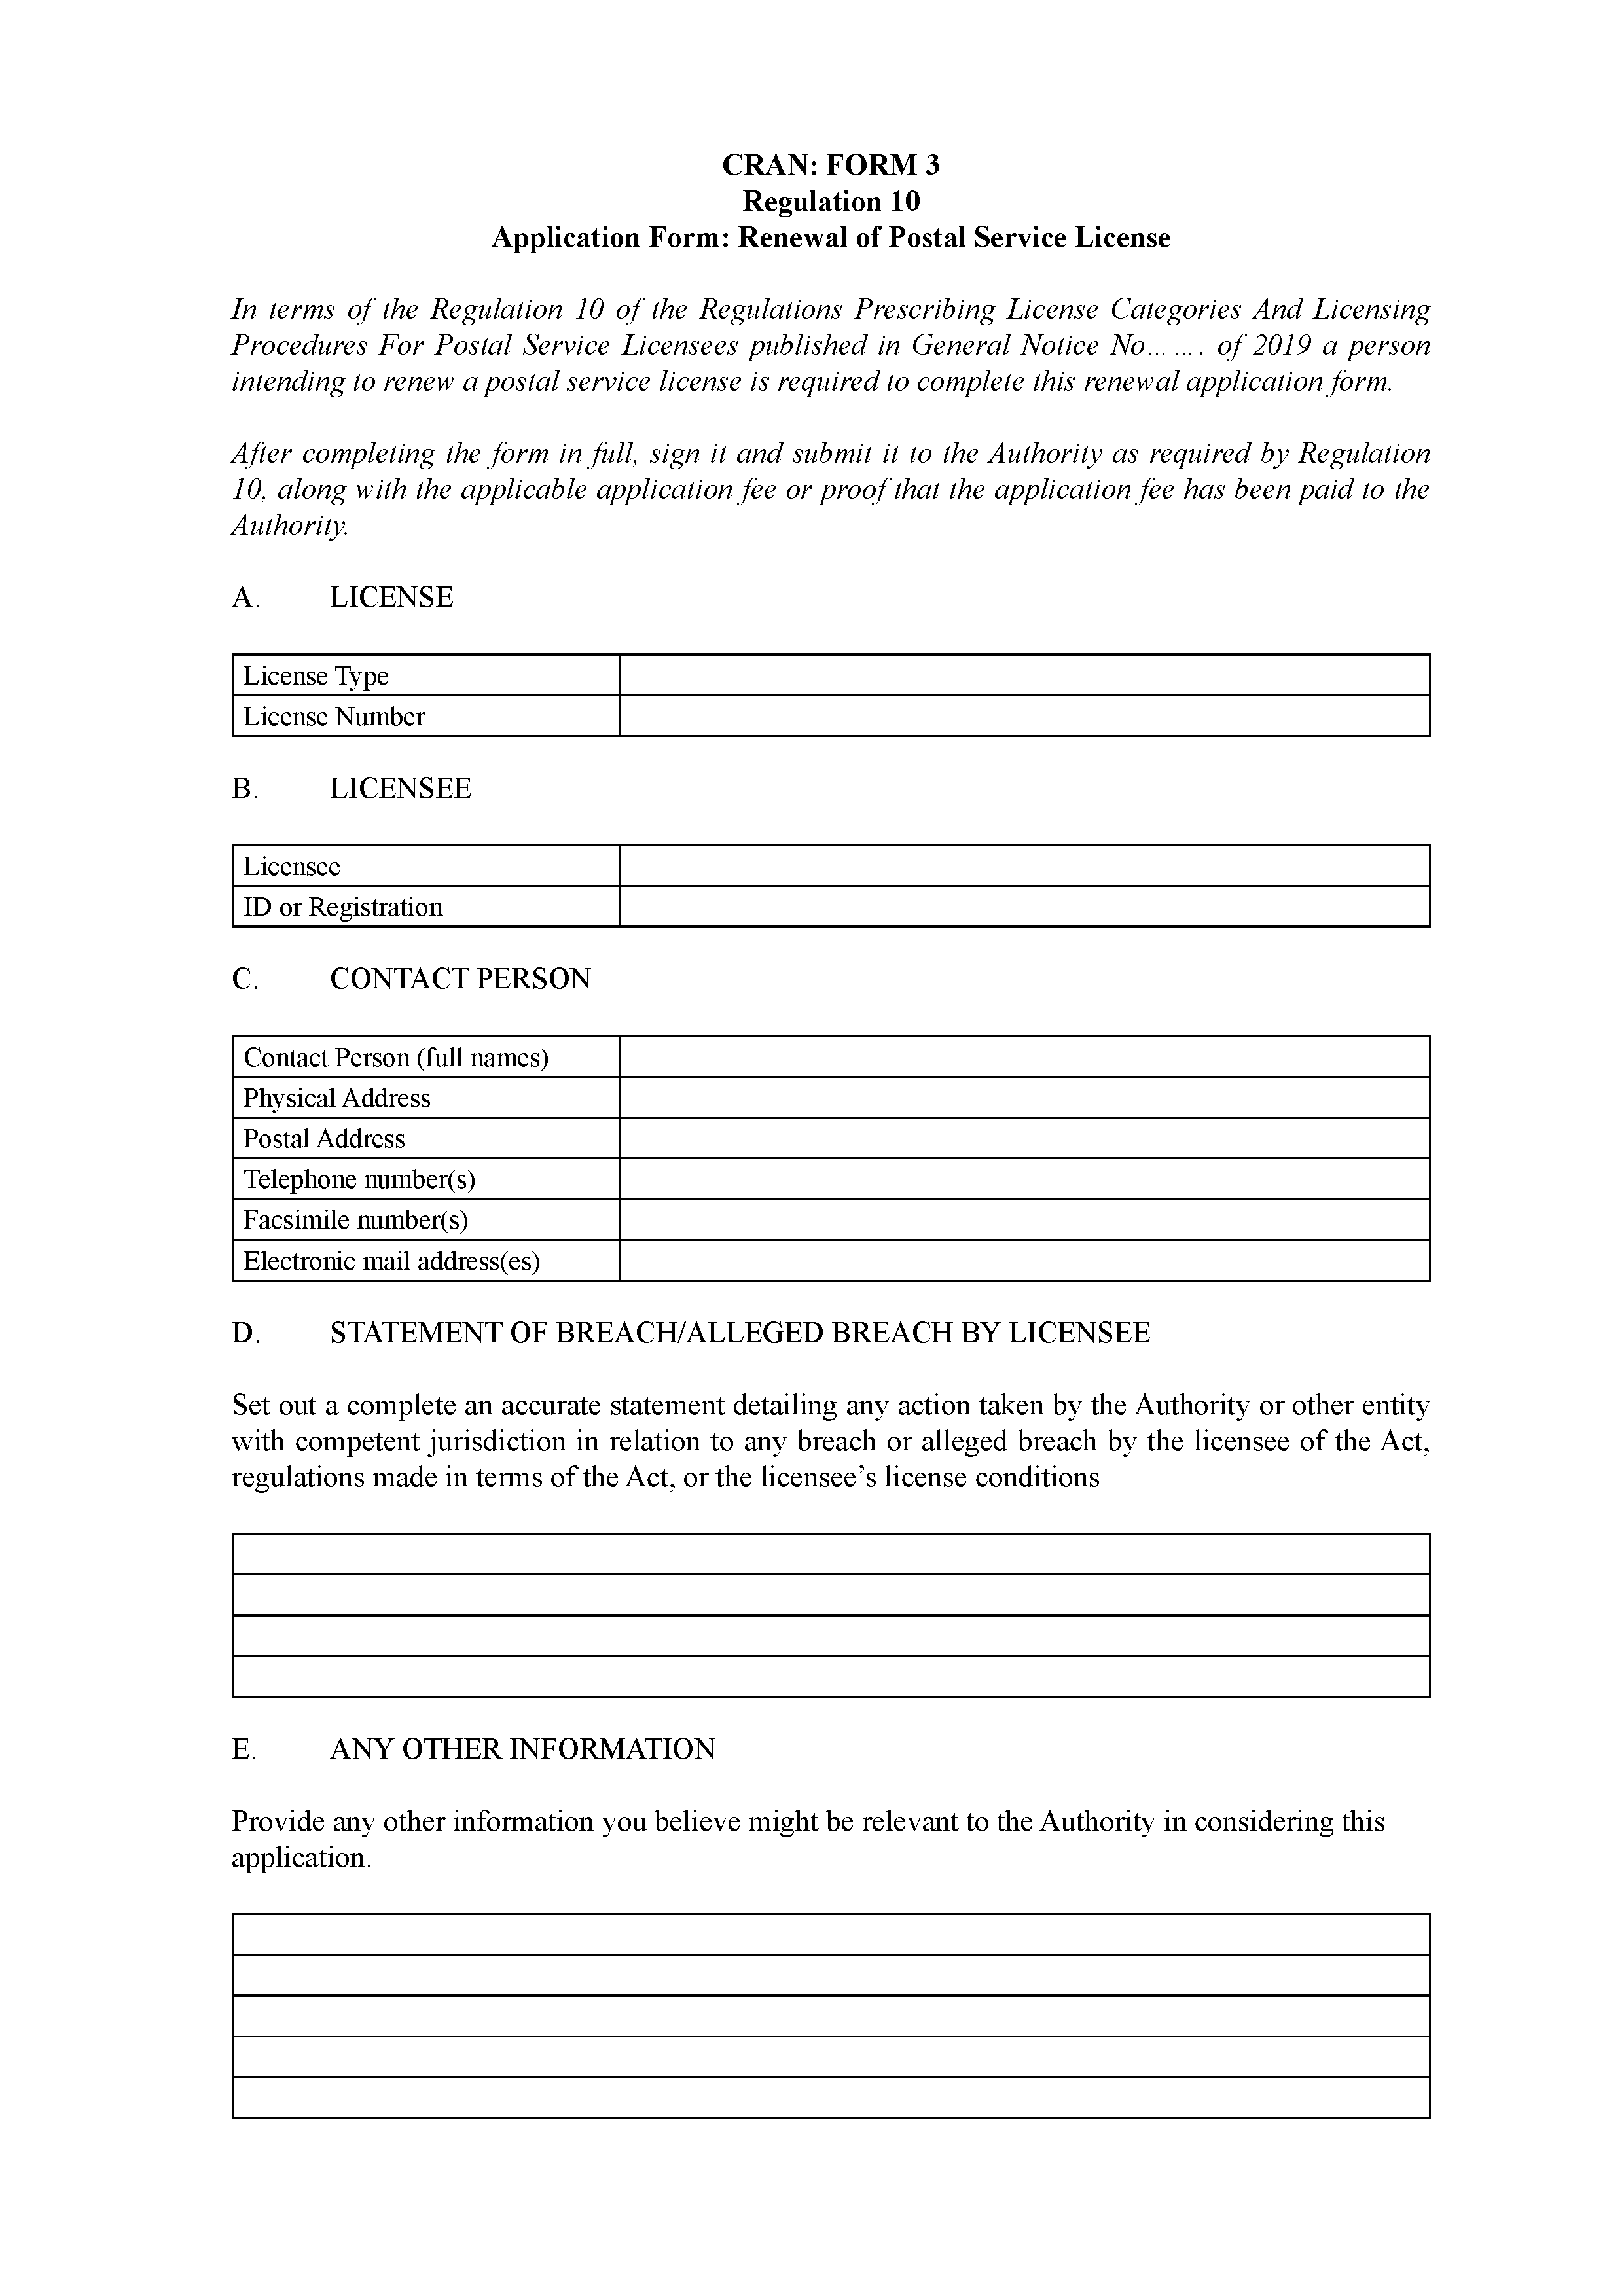 CRAN: FORM 3
Regulation 10
Application Form: Renewal of Postal Service License
In terms of the Regulation 10 of the Regulations Prescribing License Categories And Licensing
Procedures For Postal Service Licensees published in General Notice No……. of 2019 a person
intending to renew a postal service license is required to complete this renewal application form.
After completing the form in full, sign it and submit it to the Authority as required by Regulation
10, along with the applicable application fee or proof that the application fee has been paid to the
Authority.
A. LICENSE
License Type
License Number
B. LICENSEE
Licensee
ID or Registration
C. CONTACT PERSON
Contact Person (full names)
Physical Address
Postal Address
Telephone number(s)
Facsimile number(s)
Electronic mail address(es)
D. STATEMENT OF BREACH/ALLEGED BREACH BY LICENSEE
Set out a complete an accurate statement detailing any action taken by the Authority or other entity
with competent jurisdiction in relation to any breach or alleged breach by the licensee of the Act,
regulations made in terms of the Act, or the licensee’s license conditions
E. ANY OTHER INFORMATION
Provide any other information you believe might be relevant to the Authority in considering this
application.